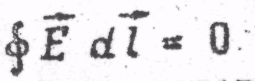 ∮ E⃗ dl⃗ = 0